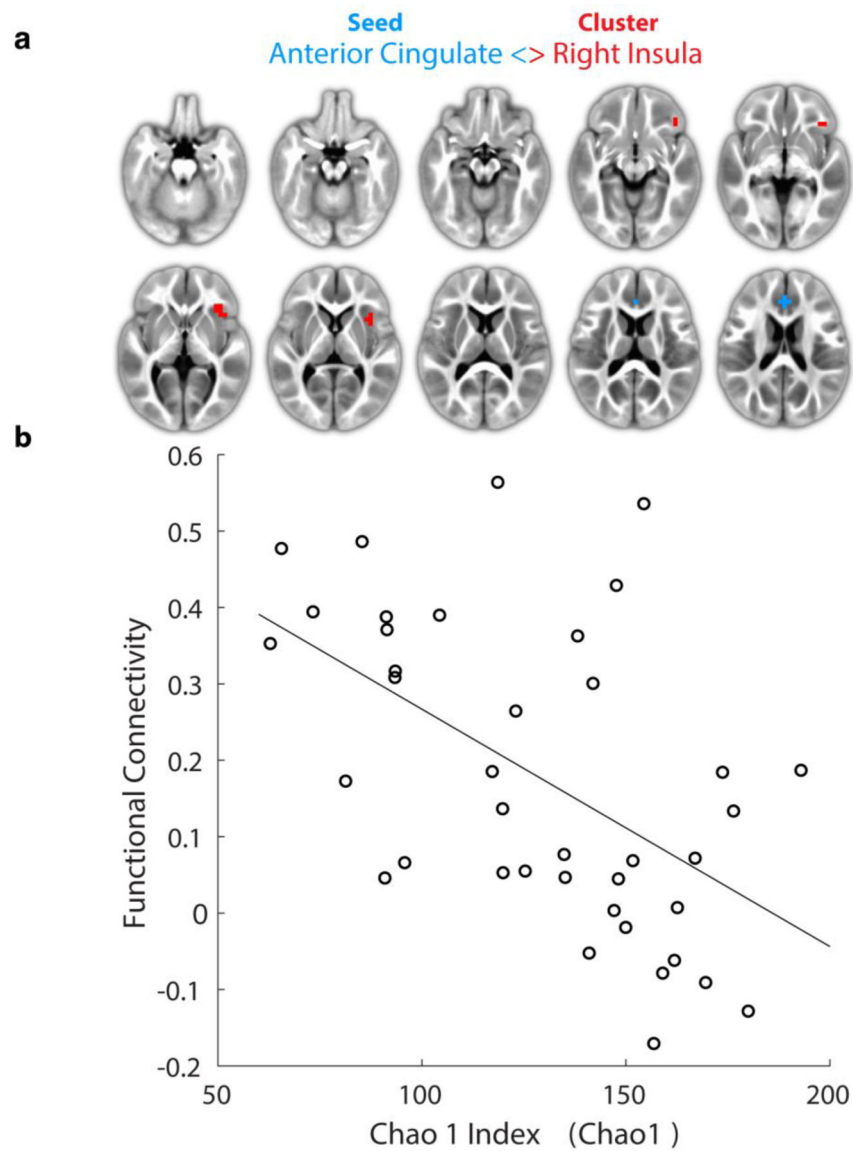 a
Seed Cluster
Anterior Cingulate <> Right Insula
b
0.6
0.5
0.4
0.3
0.2
0.1
0
-0.1
-0.2
Functional Connectivity
50 100 150 200
Chao 1 Index (Chao1 )